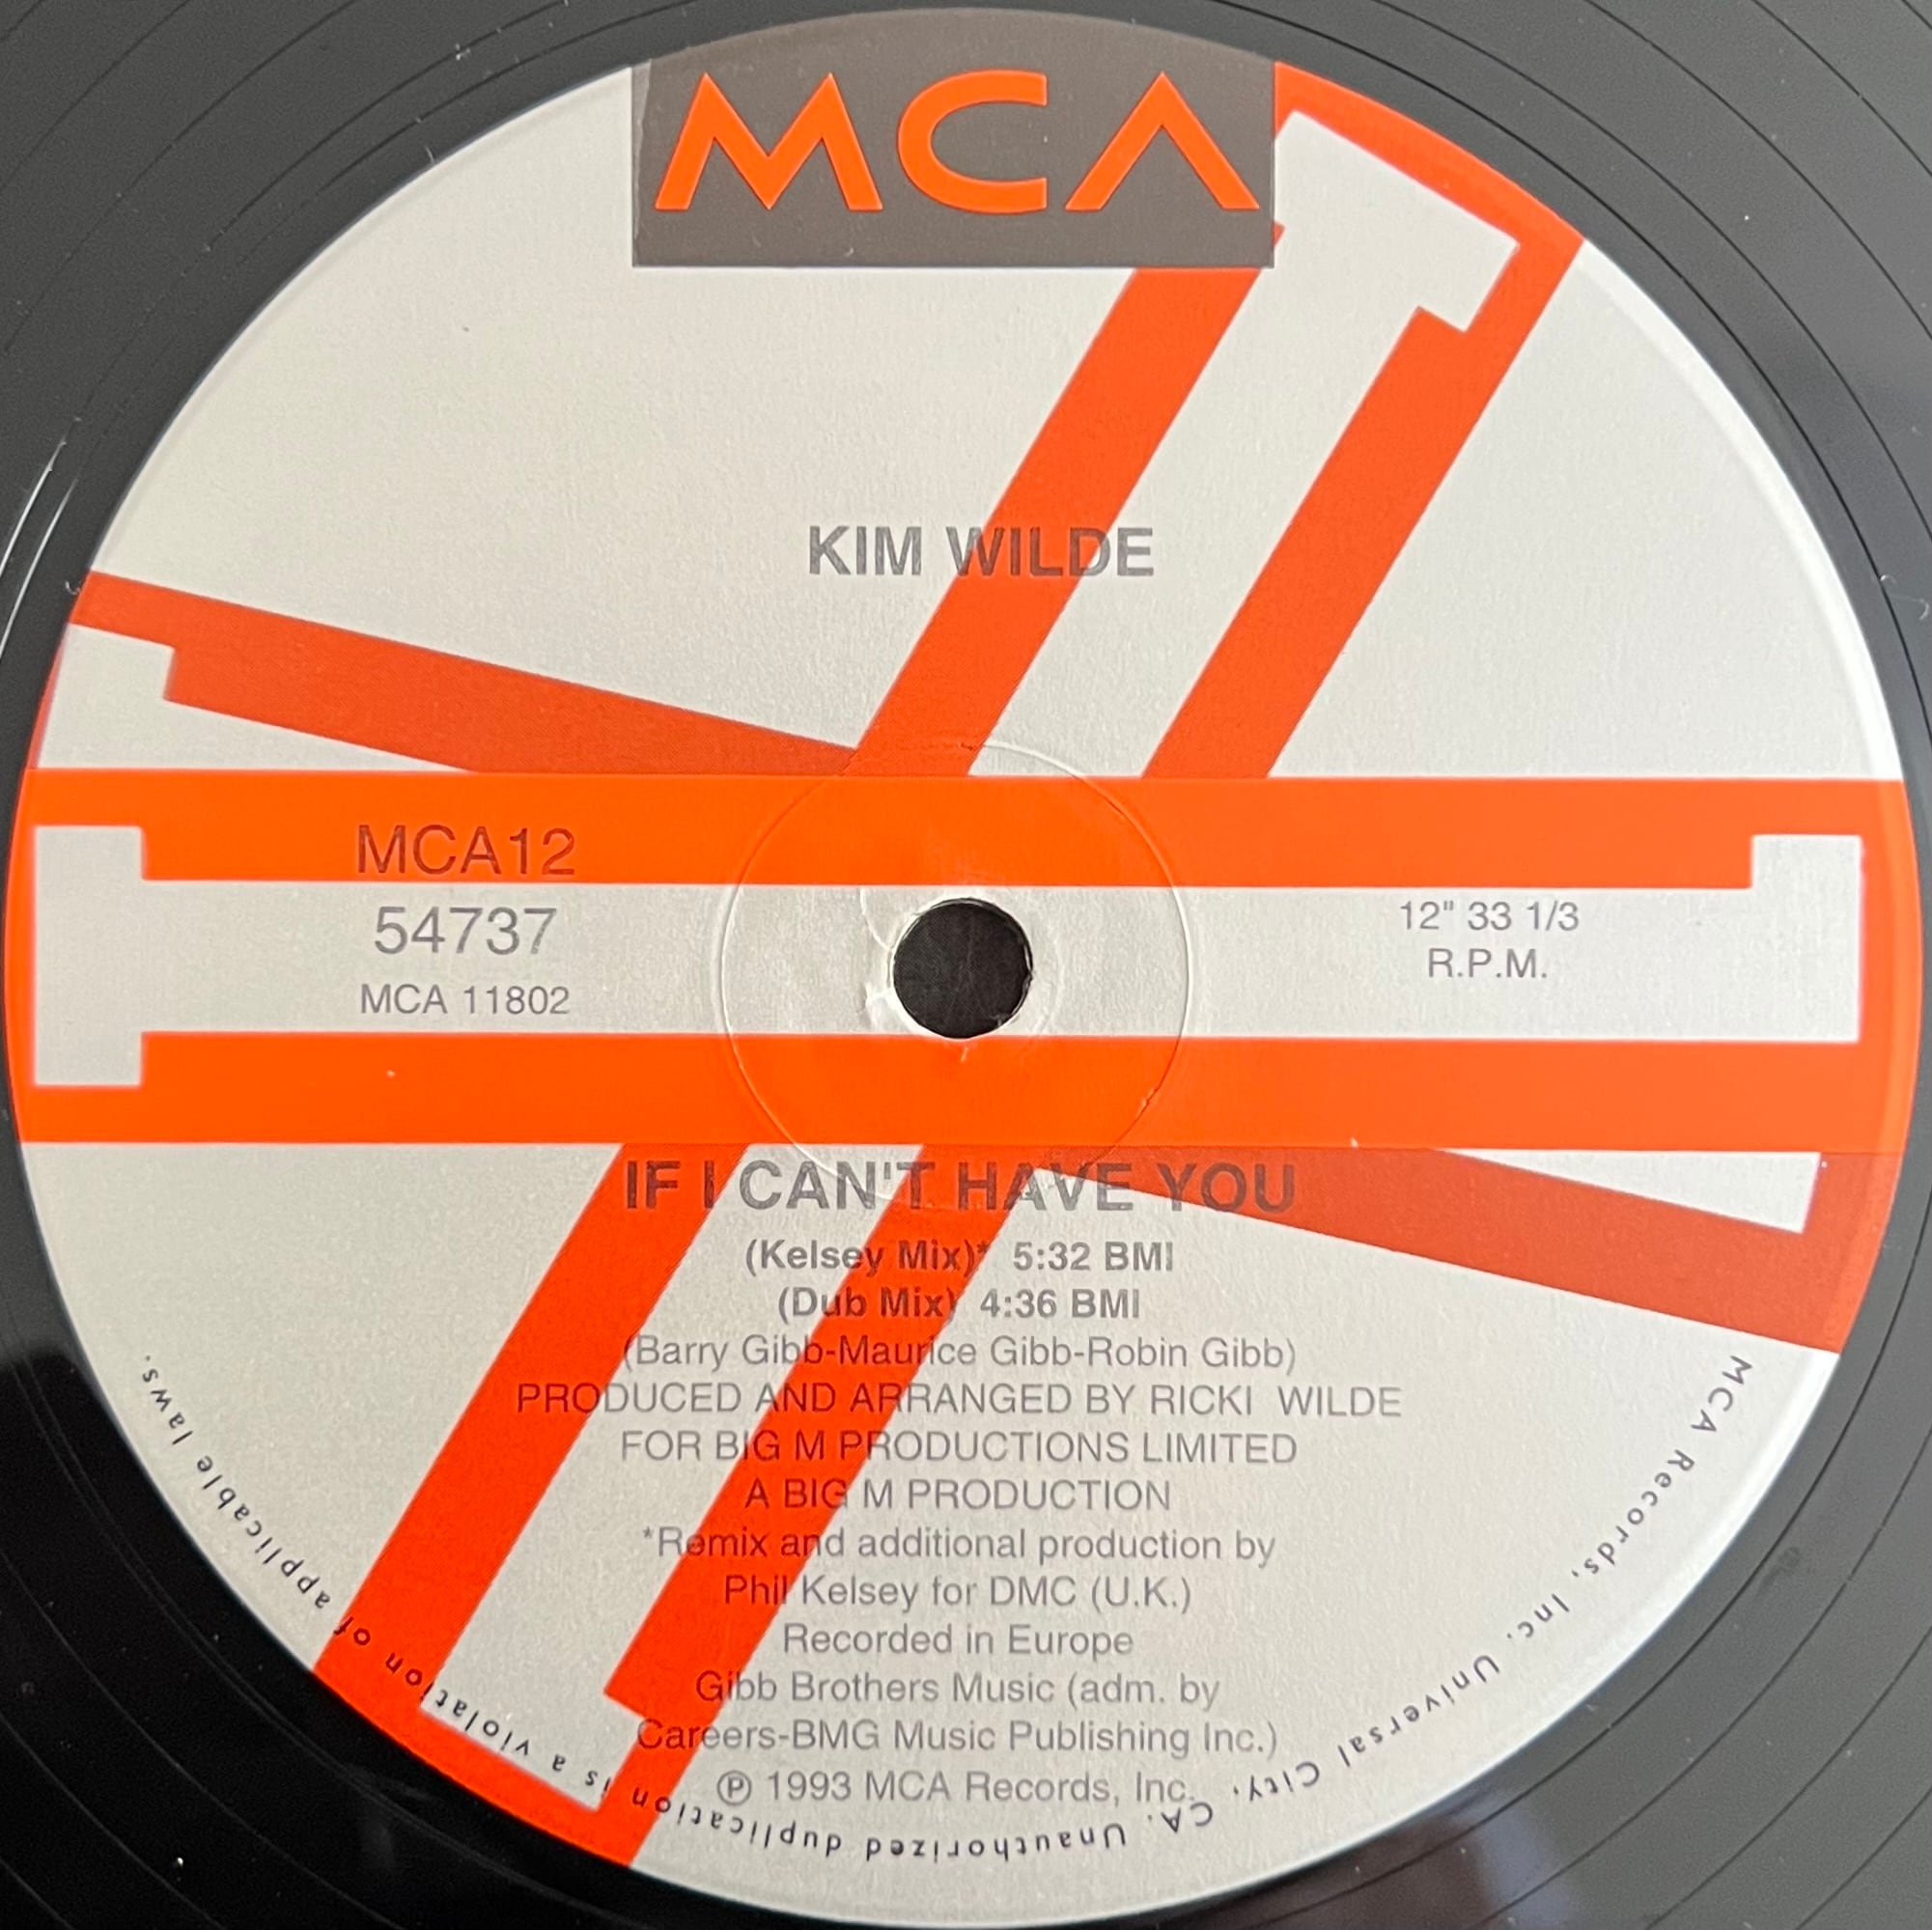 MCA
KIM WILDE
MCA12
54737
MCA 11802
12" 33 1/3
R.P.M.
IF I CAN'T HAVE YOU
(Kelsey Mix)* 5:32 BMI
(Dub Mix) 4:36 BMI
(Barry Gibb-Maurice Gibb-Robin Gibb)
PRODUCED AND ARRANGED BY RICKI WILDE
FOR BIG M PRODUCTIONS LIMITED
A BIG M PRODUCTION
*Remix and additional production by
Phil Kelsey for DMC (U.K.)
Recorded in Europe
Gibb Brothers Music (adm. by
Careers-BMG Music Publishing Inc.)
℗ 1993 MCA Records, Inc.
MCA Records, Inc. Universal City, CA. Unauthorized duplication is a violation of applicable laws.